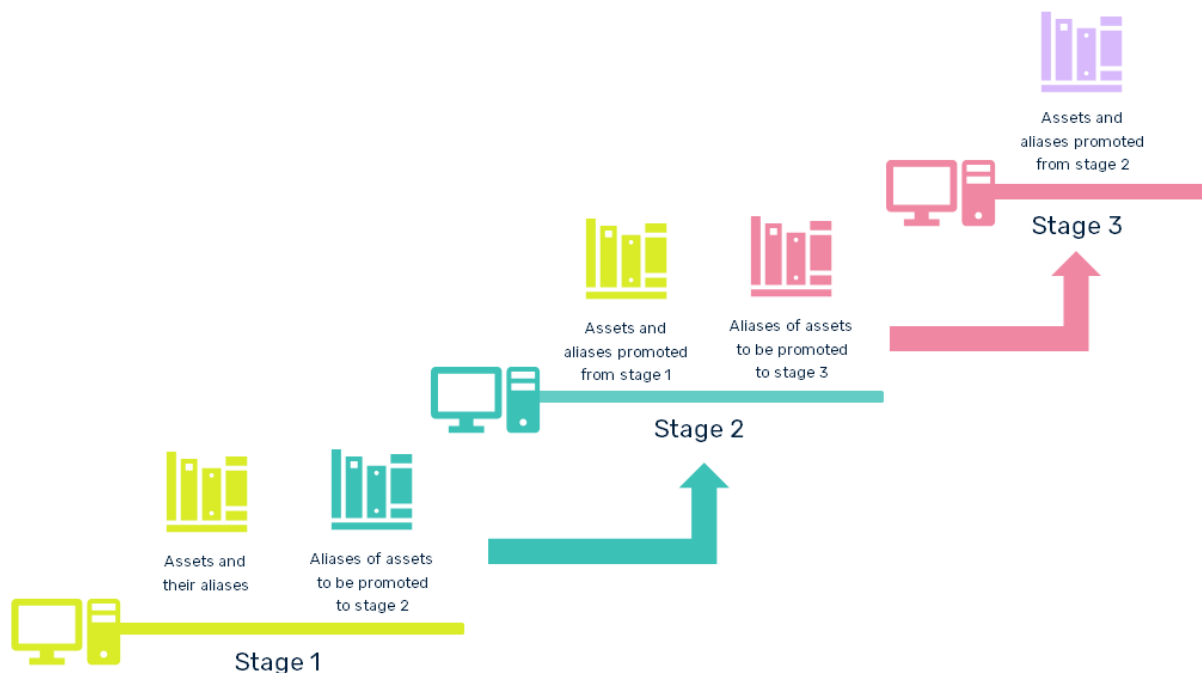 Assets and
aliases promoted
from stage 2
Stage 3
Assets and
aliases promoted
from stage 1
Aliases of assets
to be promoted
to stage 3
Stage 2
Assets and
their aliases
Aliases of assets
to be promoted
to stage 2
Stage 1